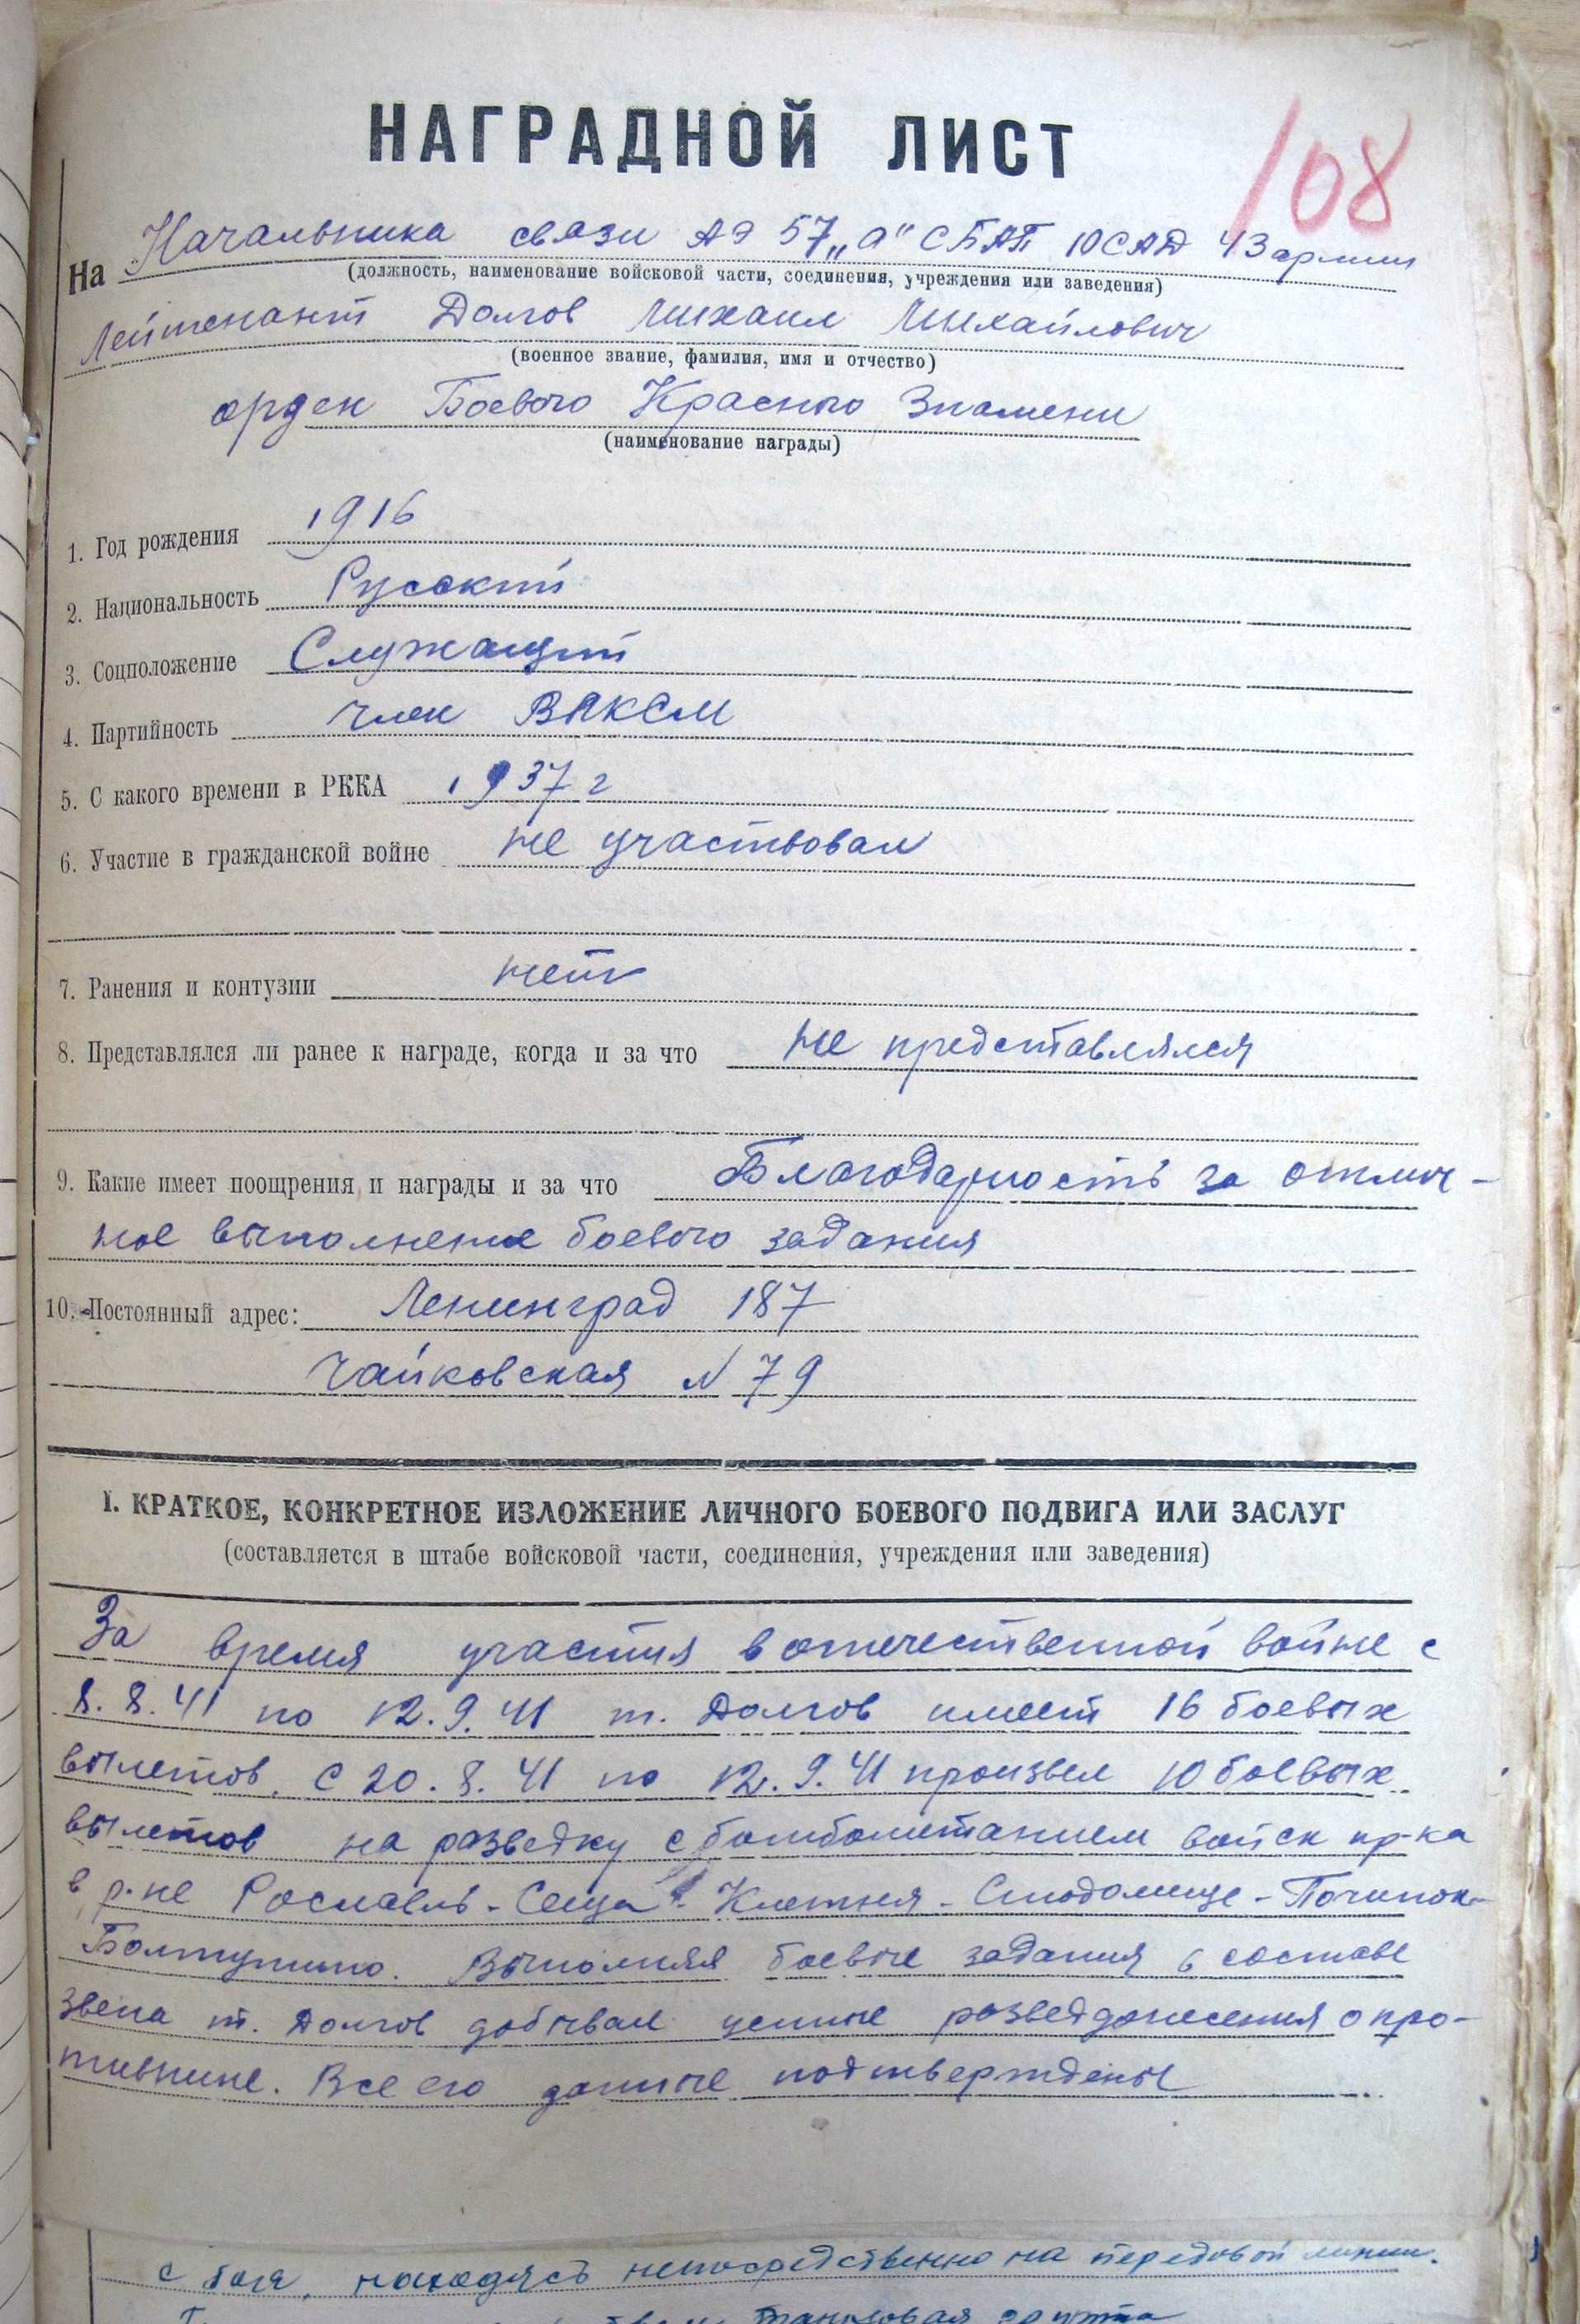 НАГРАДНОЙ ЛИСТ
108
На Начальника связи АЭ 57 „а" СБАП 10 САД 43 армии
(должность, наименование войсковой части, соединения, учреждения или заведения)
Лейтенант Долгов Михаил Михайлович
(военное звание, фамилия, имя и отчество)
орден Боевого Красного Знамени
(наименование награды)
1. Год рождения 1916
2. Национальность Русский
3. Соцположение Служащий
4. Партийность член ВЛКСМ
5. С какого времени в РККА 1937 г
6. Участие в гражданской войне не участвовал
7. Ранения и контузии нет
8. Представлялся ли ранее к награде, когда и за что не представлялся
9. Какие имеет поощрения и награды и за что Благодарность за отлич-
ное выполнение боевого задания
10. Постоянный адрес: Ленинград 187
Чайковская N 79
I. КРАТКОЕ, КОНКРЕТНОЕ ИЗЛОЖЕНИЕ ЛИЧНОГО БОЕВОГО ПОДВИГА ИЛИ ЗАСЛУГ
(составляется в штабе войсковой части, соединения, учреждения или заведения)
За время участия в отечественной войне с
8.8.41 по 12.9.41 т. Долгов имеет 16 боевых
вылетов. С 20.8.41 по 12.9.41 произвел 10 боевых
вылетов на разведку с бомбометанием войск пр-ка
в р-не Рославль - Сеща - Клетня - Стодолище - Починок -
Болтутино. Выполняя боевые задания в составе
звена т. Долгов добывал ценные разведдонесения о про-
тивнике. Все его данные подтверждены
с боя, находясь непосредственно на передовой линии.